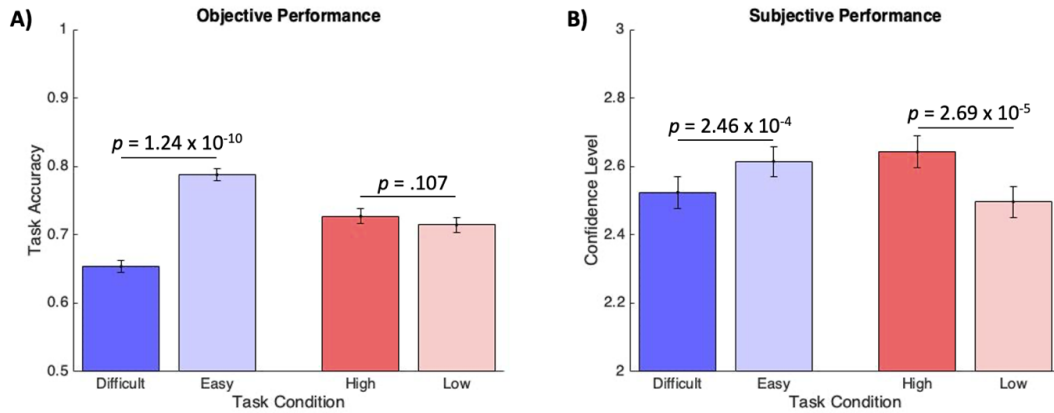 A)
Objective Performance
Task Accuracy
1
0.9
0.8
0.7
0.6
0.5
p = 1.24 x 10-10
p = .107
Difficult Easy High Low
Task Condition
B)
Subjective Performance
Confidence Level
3
2.8
2.6
2.4
2.2
2
p = 2.46 x 10-4
p = 2.69 x 10-5
Difficult Easy High Low
Task Condition